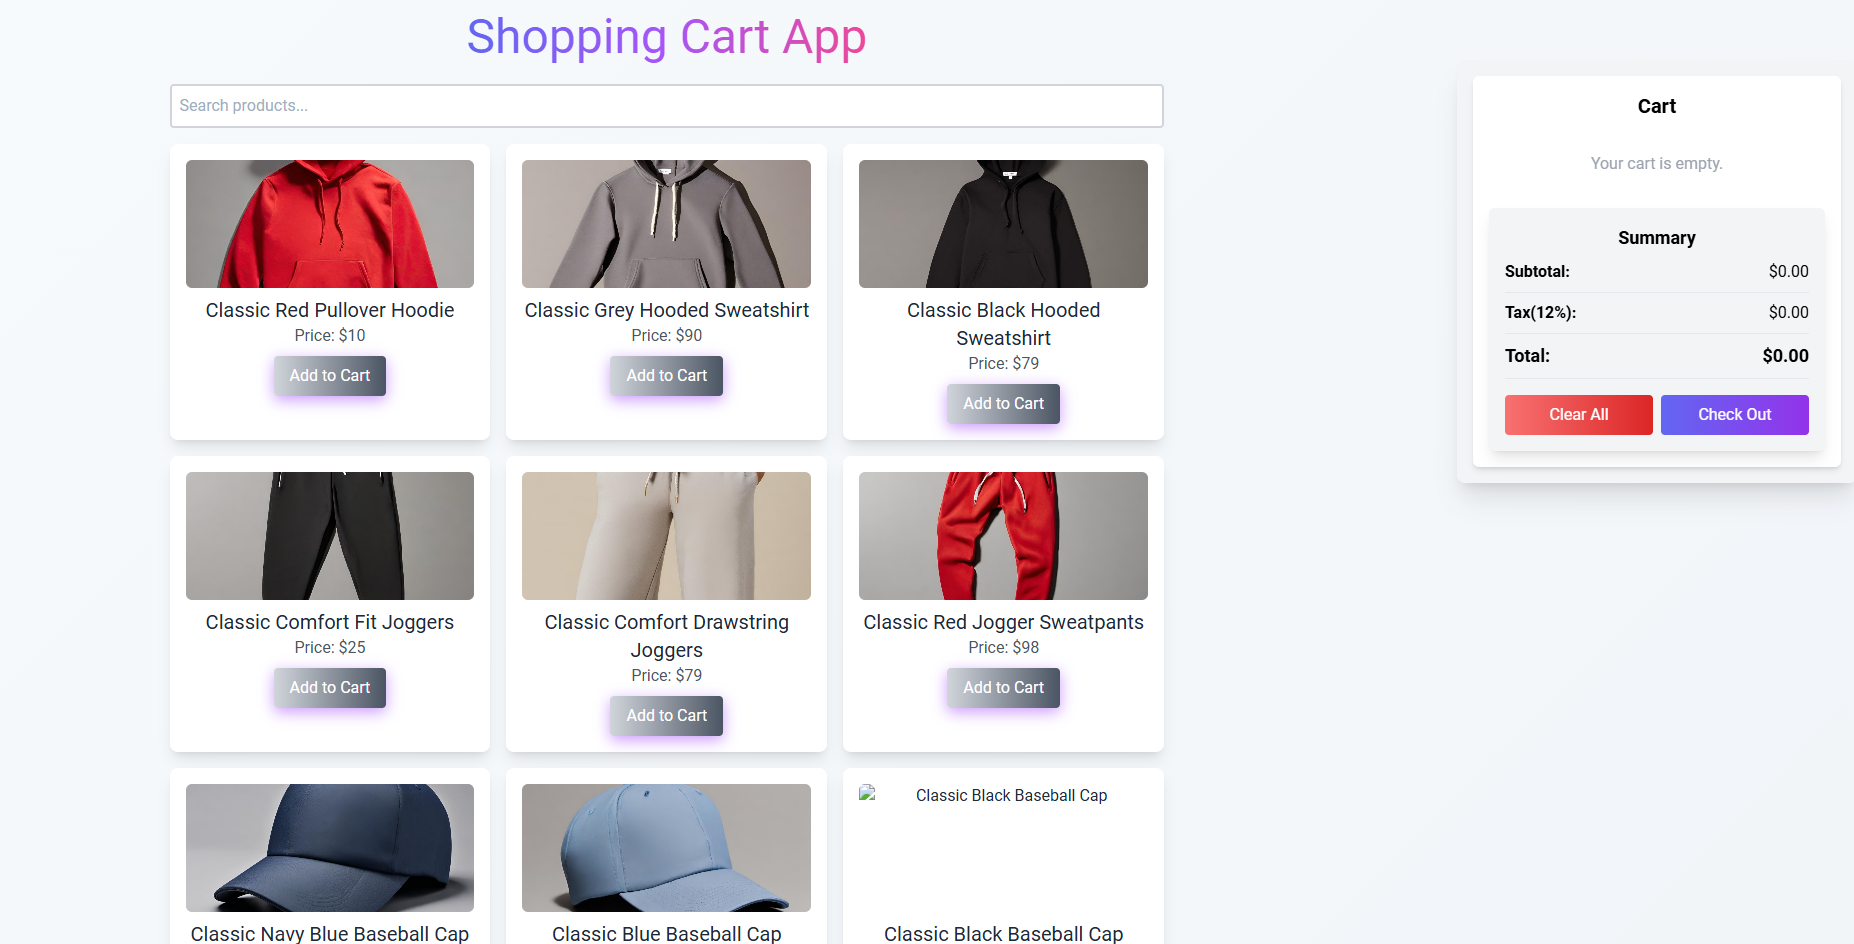 Shopping Cart App
Search products...
Classic Red Pullover Hoodie
Price: $10
Add to Cart
Classic Grey Hooded Sweatshirt
Price: $90
Add to Cart
Classic Black Hooded
Sweatshirt
Price: $79
Add to Cart
Classic Comfort Fit Joggers
Price: $25
Add to Cart
Classic Comfort Drawstring
Joggers
Price: $79
Add to Cart
Classic Red Jogger Sweatpants
Price: $98
Add to Cart
Classic Navy Blue Baseball Cap
Classic Blue Baseball Cap
Classic Black Baseball Cap
Classic Black Baseball Cap
Cart
Your cart is empty.
Summary
Subtotal: $0.00
Tax(12%): $0.00
Total: $0.00
Clear All
Check Out